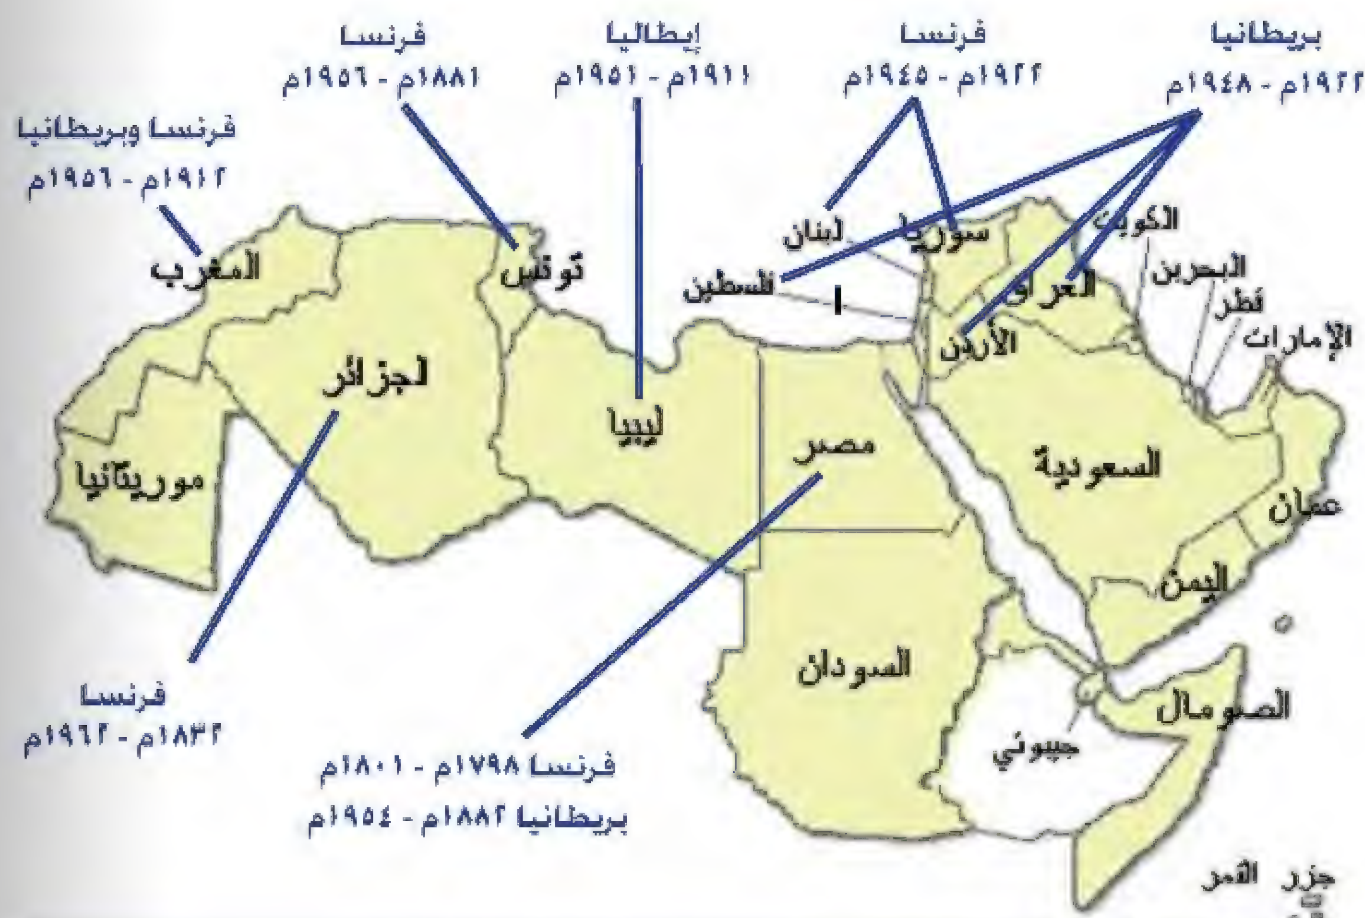 بريطانيا
١٩٢٢م - ١٩٤٨م
فرنسا
١٩٢٢م - ١٩٤٥م
إيطاليا
١٩١١م - ١٩٥١م
فرنسا
١٨٨١م - ١٩٥٦م
فرنسا وبريطانيا
١٩١٢م - ١٩٥٦م
الكويت
سوريا
لبنان
البحرين
العراق
فلسطين
قطر
تونس
المغرب
الإمارات
الأردن
الجزائر
ليبيا
مصر
السعودية
موريتانيا
عمان
اليمن
السودان
الصومال
جيبوتي
فرنسا
١٨٣٢م - ١٩٦٢م
فرنسا ١٧٩٨م - ١٨٠١م
بريطانيا ١٨٨٢م - ١٩٥٤م
جزر القمر